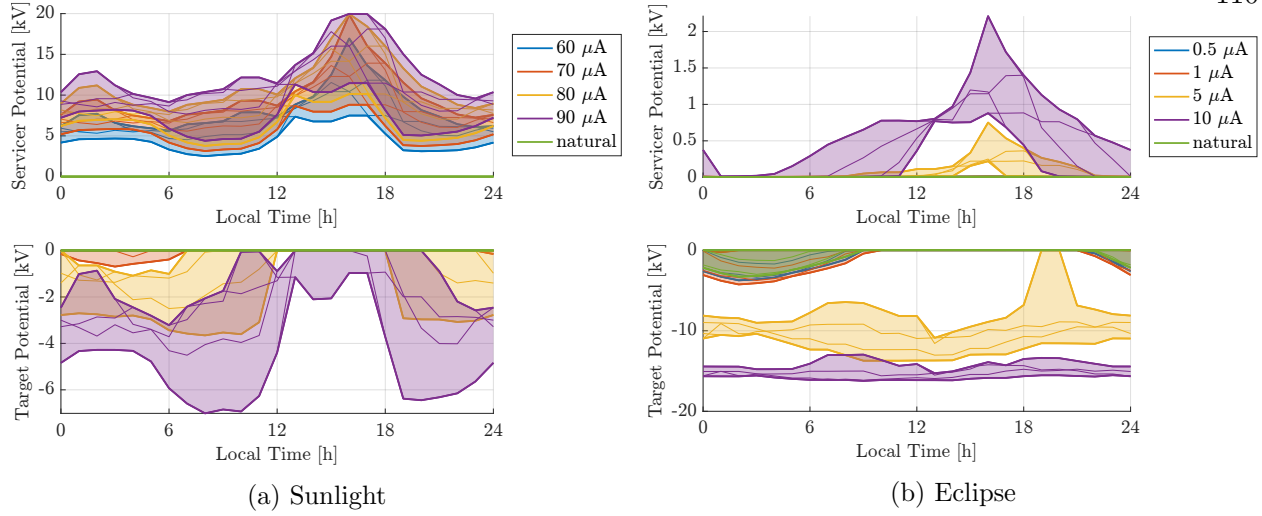 Servicer Potential [kV]
20
15
10
5
0
0 6 12 18 24
Local Time [h]
60 μA
70 μA
80 μA
90 μA
natural
Target Potential [kV]
0
-2
-4
-6
0 6 12 18 24
Local Time [h]
(a) Sunlight
Servicer Potential [kV]
2
1.5
1
0.5
0
0 6 12 18 24
Local Time [h]
0.5 μA
1 μA
5 μA
10 μA
natural
Target Potential [kV]
0
-10
-20
0 6 12 18 24
Local Time [h]
(b) Eclipse